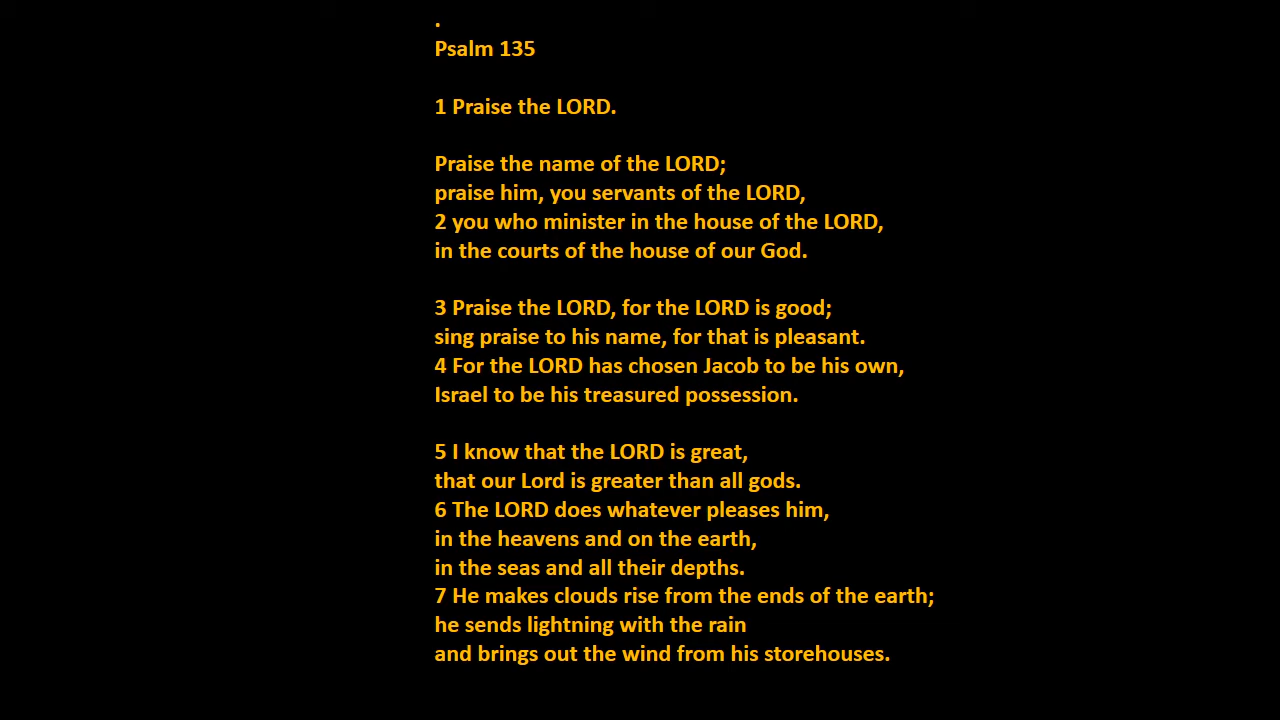 .
Psalm 135
1 Praise the LORD.
Praise the name of the LORD;
praise him, you servants of the LORD,
2 you who minister in the house of the LORD,
in the courts of the house of our God.
3 Praise the LORD, for the LORD is good;
sing praise to his name, for that is pleasant.
4 For the LORD has chosen Jacob to be his own,
Israel to be his treasured possession.
5 I know that the LORD is great,
that our Lord is greater than all gods.
6 The LORD does whatever pleases him,
in the heavens and on the earth,
in the seas and all their depths.
7 He makes clouds rise from the ends of the earth;
he sends lightning with the rain
and brings out the wind from his storehouses.